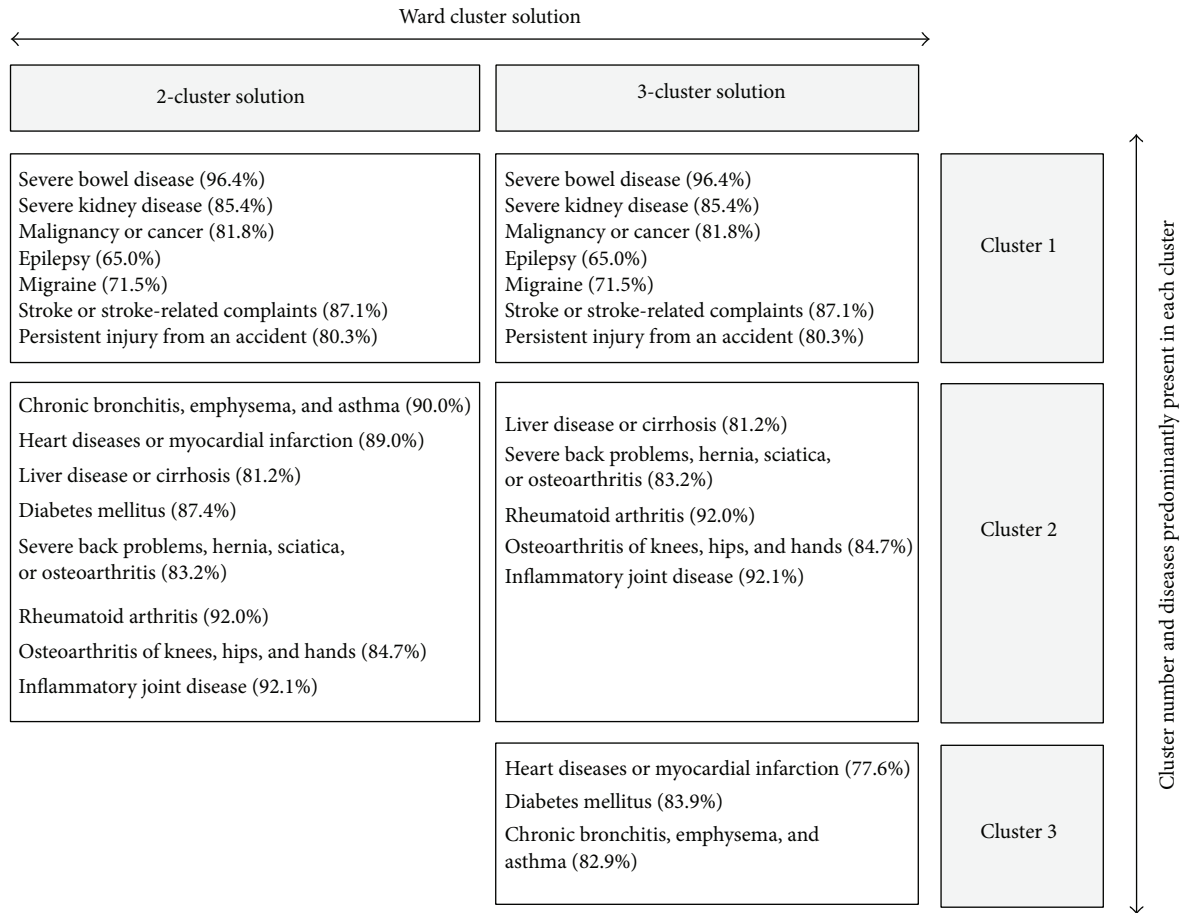 Ward cluster solution
2-cluster solution
3-cluster solution
Severe bowel disease (96.4%)
Severe kidney disease (85.4%)
Malignancy or cancer (81.8%)
Epilepsy (65.0%)
Migraine (71.5%)
Stroke or stroke-related complaints (87.1%)
Persistent injury from an accident (80.3%)
Severe bowel disease (96.4%)
Severe kidney disease (85.4%)
Malignancy or cancer (81.8%)
Epilepsy (65.0%)
Migraine (71.5%)
Stroke or stroke-related complaints (87.1%)
Persistent injury from an accident (80.3%)
Cluster 1
Chronic bronchitis, emphysema, and asthma (90.0%)
Heart diseases or myocardial infarction (89.0%)
Liver disease or cirrhosis (81.2%)
Diabetes mellitus (87.4%)
Severe back problems, hernia, sciatica,
or osteoarthritis (83.2%)
Rheumatoid arthritis (92.0%)
Osteoarthritis of knees, hips, and hands (84.7%)
Inflammatory joint disease (92.1%)
Liver disease or cirrhosis (81.2%)
Severe back problems, hernia, sciatica,
or osteoarthritis (83.2%)
Rheumatoid arthritis (92.0%)
Osteoarthritis of knees, hips, and hands (84.7%)
Inflammatory joint disease (92.1%)
Cluster 2
Heart diseases or myocardial infarction (77.6%)
Diabetes mellitus (83.9%)
Chronic bronchitis, emphysema, and
asthma (82.9%)
Cluster 3
Cluster number and diseases predominantly present in each cluster